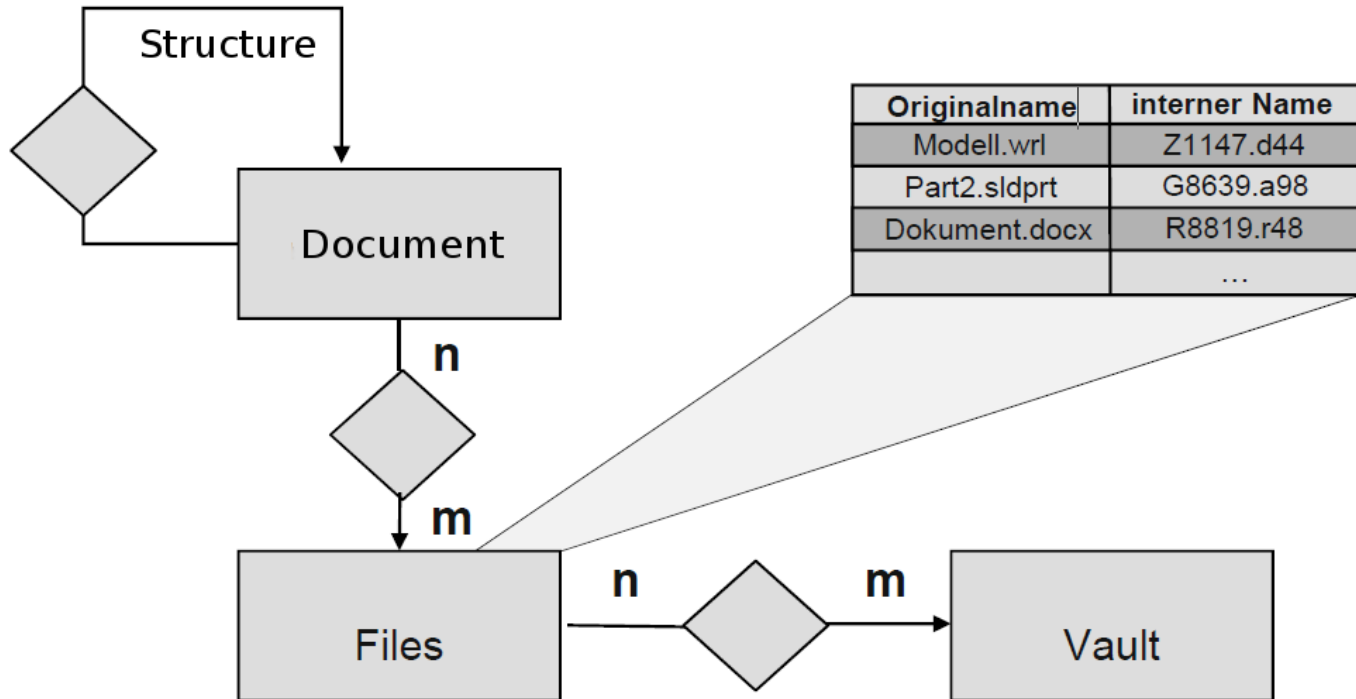 Structure
Originalname interner Name
Modell.wrl Z1147.d44
Part2.sldprt G8639.a98
Dokument.docx R8819.r48
...
Document
n
m
n m
Files
Vault